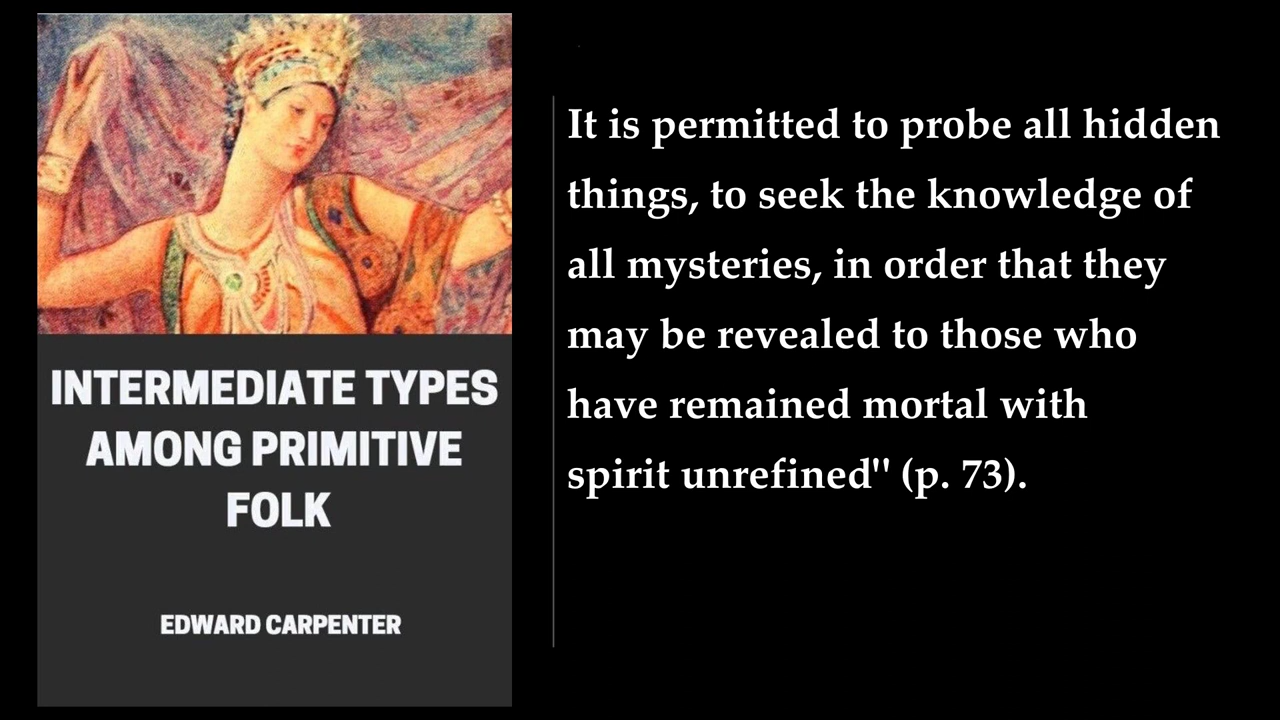 INTERMEDIATE TYPES
AMONG PRIMITIVE
FOLK
EDWARD CARPENTER
It is permitted to probe all hidden
things, to seek the knowledge of
all mysteries, in order that they
may be revealed to those who
have remained mortal with
spirit unrefined" (p. 73).